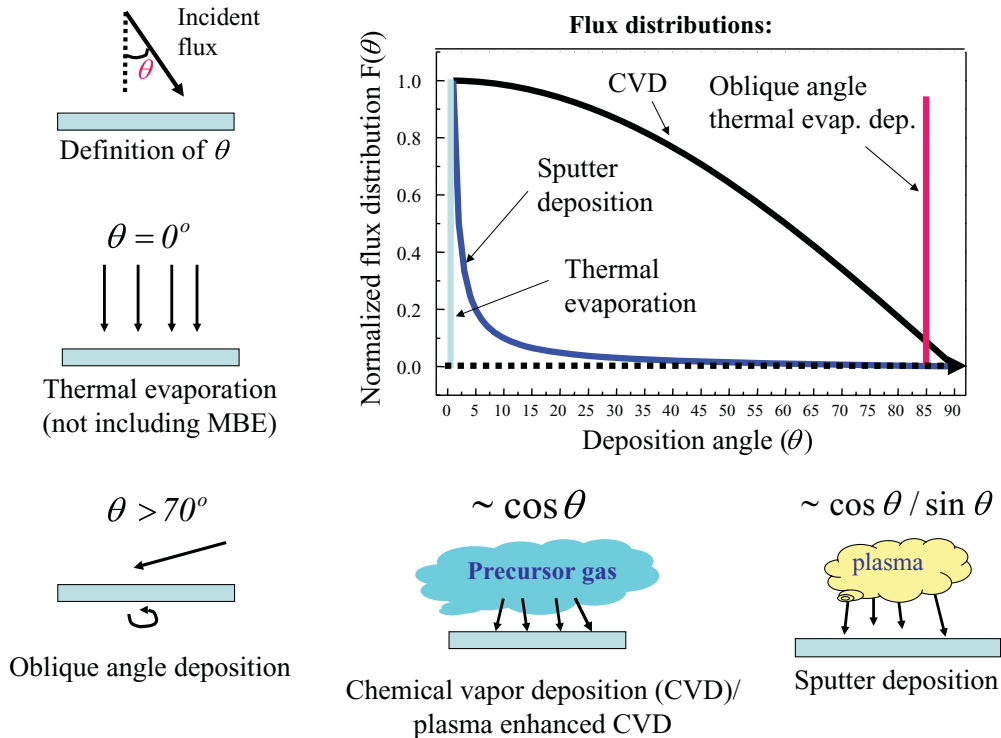 Incident
flux
θ
Definition of θ
θ = 0°
Thermal evaporation
(not including MBE)
θ > 70°
Oblique angle deposition
Flux distributions:
Normalized flux distribution F(θ)
1.0
0.8
0.6
0.4
0.2
0.0
CVD
Oblique angle
thermal evap. dep.
Sputter
deposition
Thermal
evaporation
0 5 10 15 20 25 30 35 40 45 50 55 60 65 70 75 80 85 90
Deposition angle (θ)
~ cos θ
Precursor gas
Chemical vapor deposition (CVD)/
plasma enhanced CVD
~ cos θ / sin θ
plasma
Sputter deposition